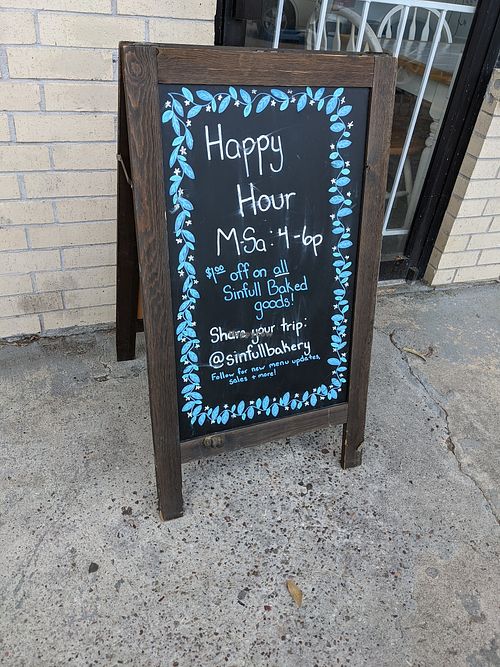 Happy
Hour
M-Sa: 4-6p
$1.00 off on all
Sinfull Baked
goods!
Share your trip:
@sinfullbakery
Follow for new menu updates,
sales + more!